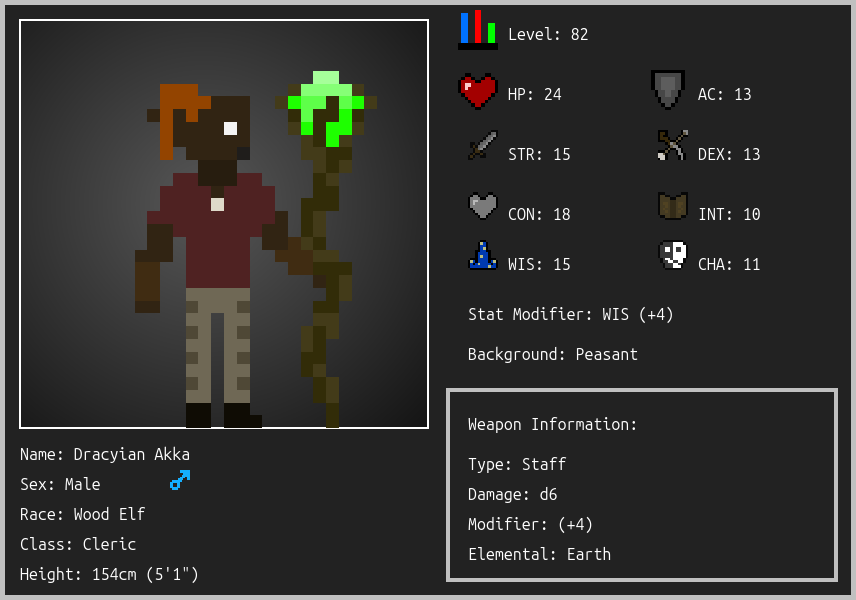 Level: 82
HP: 24
AC: 13
STR: 15
DEX: 13
CON: 18
INT: 10
WIS: 15
CHA: 11
Stat Modifier: WIS (+4)
Background: Peasant
Weapon Information:
Type: Staff
Damage: d6
Modifier: (+4)
Elemental: Earth
Name: Dracyian Akka
Sex: Male
Race: Wood Elf
Class: Cleric
Height: 154cm (5'1")